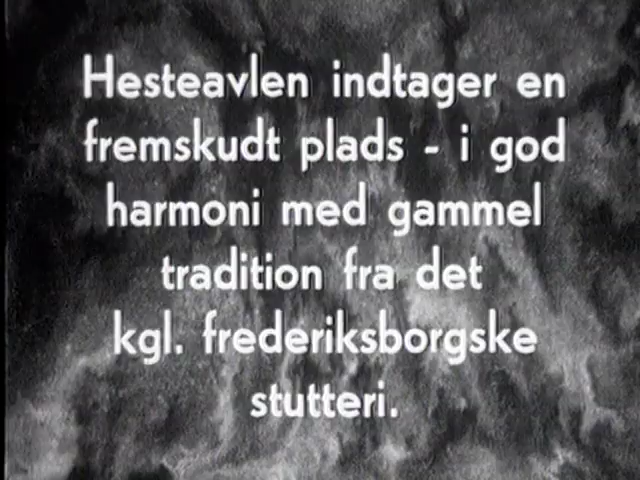 Hesteavlen indtager en
fremskudt plads - i god
harmoni med gammel
tradition fra det
kgl. frederiksborgske
stutteri.